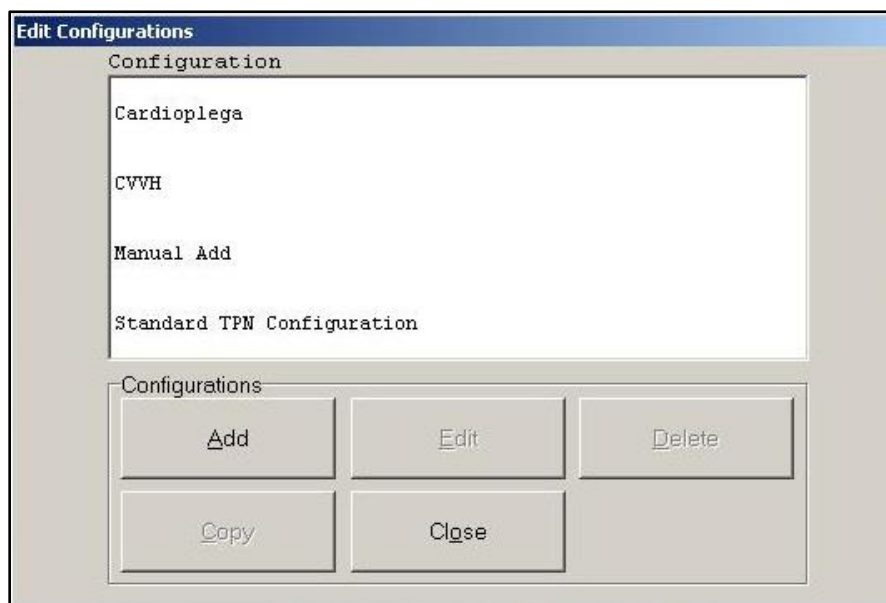 Edit Configurations
Configuration
Cardioplega
CVVH
Manual Add
Standard TPN Configuration
Configurations
Add Edit Delete
Copy Close